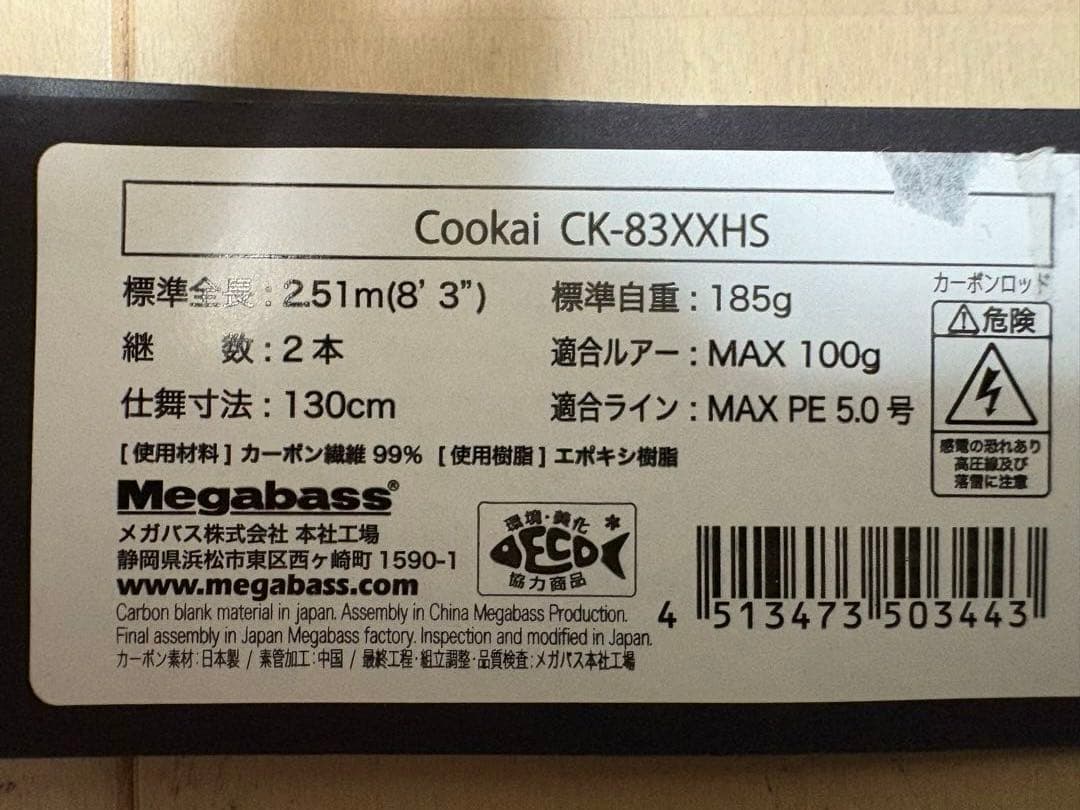 Cookai CK-83XXHS
標準全長 : 2.51m(8' 3")
標準自重 : 185g
継 数 : 2本
適合ルアー : MAX 100g
仕舞寸法 : 130cm
適合ライン : MAX PE 5.0号
[使用材料] カーボン繊維 99% [使用樹脂] エポキシ樹脂
カーボンロッド
⚠危険
感電の恐れあり
高圧線及び
落雷に注意
Megabass®
メガバス株式会社 本社工場
静岡県浜松市東区西ヶ崎町 1590-1
www.megabass.com
環境・美化
DECO
協力商品
Carbon blank material in japan. Assembly in China Megabass Production.
Final assembly in Japan Megabass factory. Inspection and modified in Japan.
カーボン素材:日本製 / 素管加工:中国 / 最終工程・組立調整・品質検査:メガバス本社工場
4 513473 503443